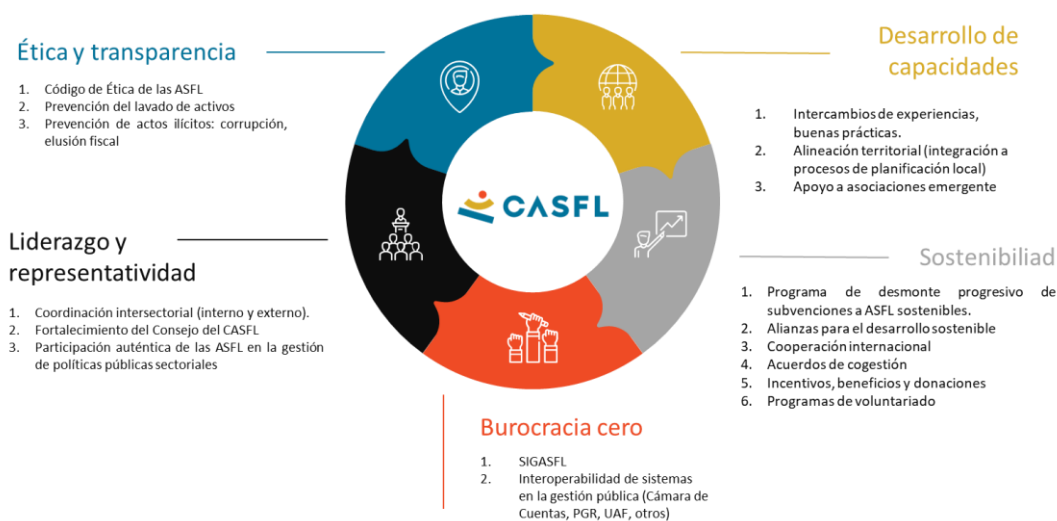 Ética y transparencia
1. Código de Ética de las ASFL
2. Prevención del lavado de activos
3. Prevención de actos ilícitos: corrupción,
elusión fiscal
Desarrollo de
capacidades
1. Intercambios de experiencias,
buenas prácticas.
2. Alineación territorial (integración a
procesos de planificación local)
3. Apoyo a asociaciones emergente
CASFL
Liderazgo y
representatividad
1. Coordinación intersectorial (interno y externo).
2. Fortalecimiento del Consejo del CASFL
3. Participación auténtica de las ASFL en la gestión
de políticas públicas sectoriales
Sostenibiliad
1. Programa de desmonte progresivo de
subvenciones a ASFL sostenibles.
2. Alianzas para el desarrollo sostenible
3. Cooperación internacional
4. Acuerdos de cogestión
5. Incentivos, beneficios y donaciones
6. Programas de voluntariado
Burocracia cero
1. SIGASFL
2. Interoperabilidad de sistemas
en la gestión pública (Cámara de
Cuentas, PGR, UAF, otros)